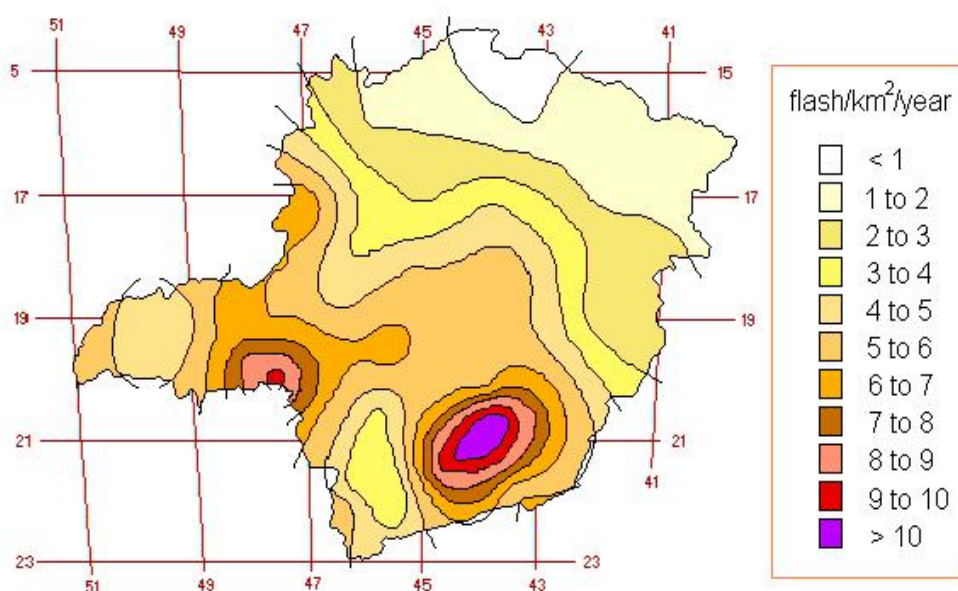 51 49 47 45 43 41
5 15
17 17
19 19
21 21
41
23 23
51 49 47 45 43
flash/km²/year
< 1
1 to 2
2 to 3
3 to 4
4 to 5
5 to 6
6 to 7
7 to 8
8 to 9
9 to 10
> 10